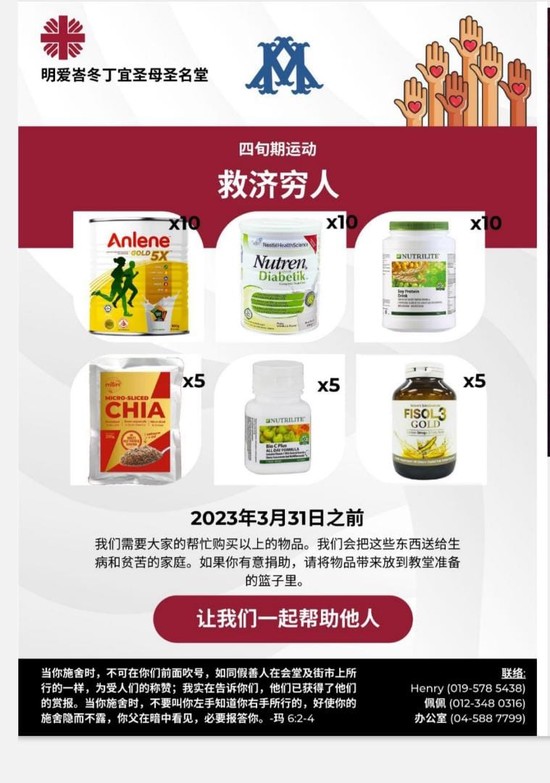 明爱峇冬丁宜圣母圣名堂
四旬期运动
救济穷人
x10
x10
x10
Anlene
GOLD 5X
NestléHealthScience
Nutren
Diabetik
NUTRILITE
Soy Protein
Drink
x5
x5
x5
MICRO-SLICED
CHIA
NUTRILITE
Bio C Plus
ALL DAY FORMULA
FISOL 3
GOLD
2023年3月31日之前
我们需要大家的帮忙购买以上的物品。我们会把这些东西送给生
病和贫苦的家庭。如果你有意捐助，请将物品带来放到教堂准备
的篮子里。
让我们一起帮助他人
当你施舍时，不可在你们前面吹号，如同假善人在会堂及街市上所
行的一样，为受人们的称赞；我实在告诉你们，他们已获得了他们
的赏报。当你施舍时，不要叫你左手知道你右手所行的，好使你的
施舍隐而不露，你父在暗中看见，必要报答你。-玛 6:2-4
联络:
Henry (019-578 5438)
佩佩 (012-348 0316)
办公室 (04-588 7799)